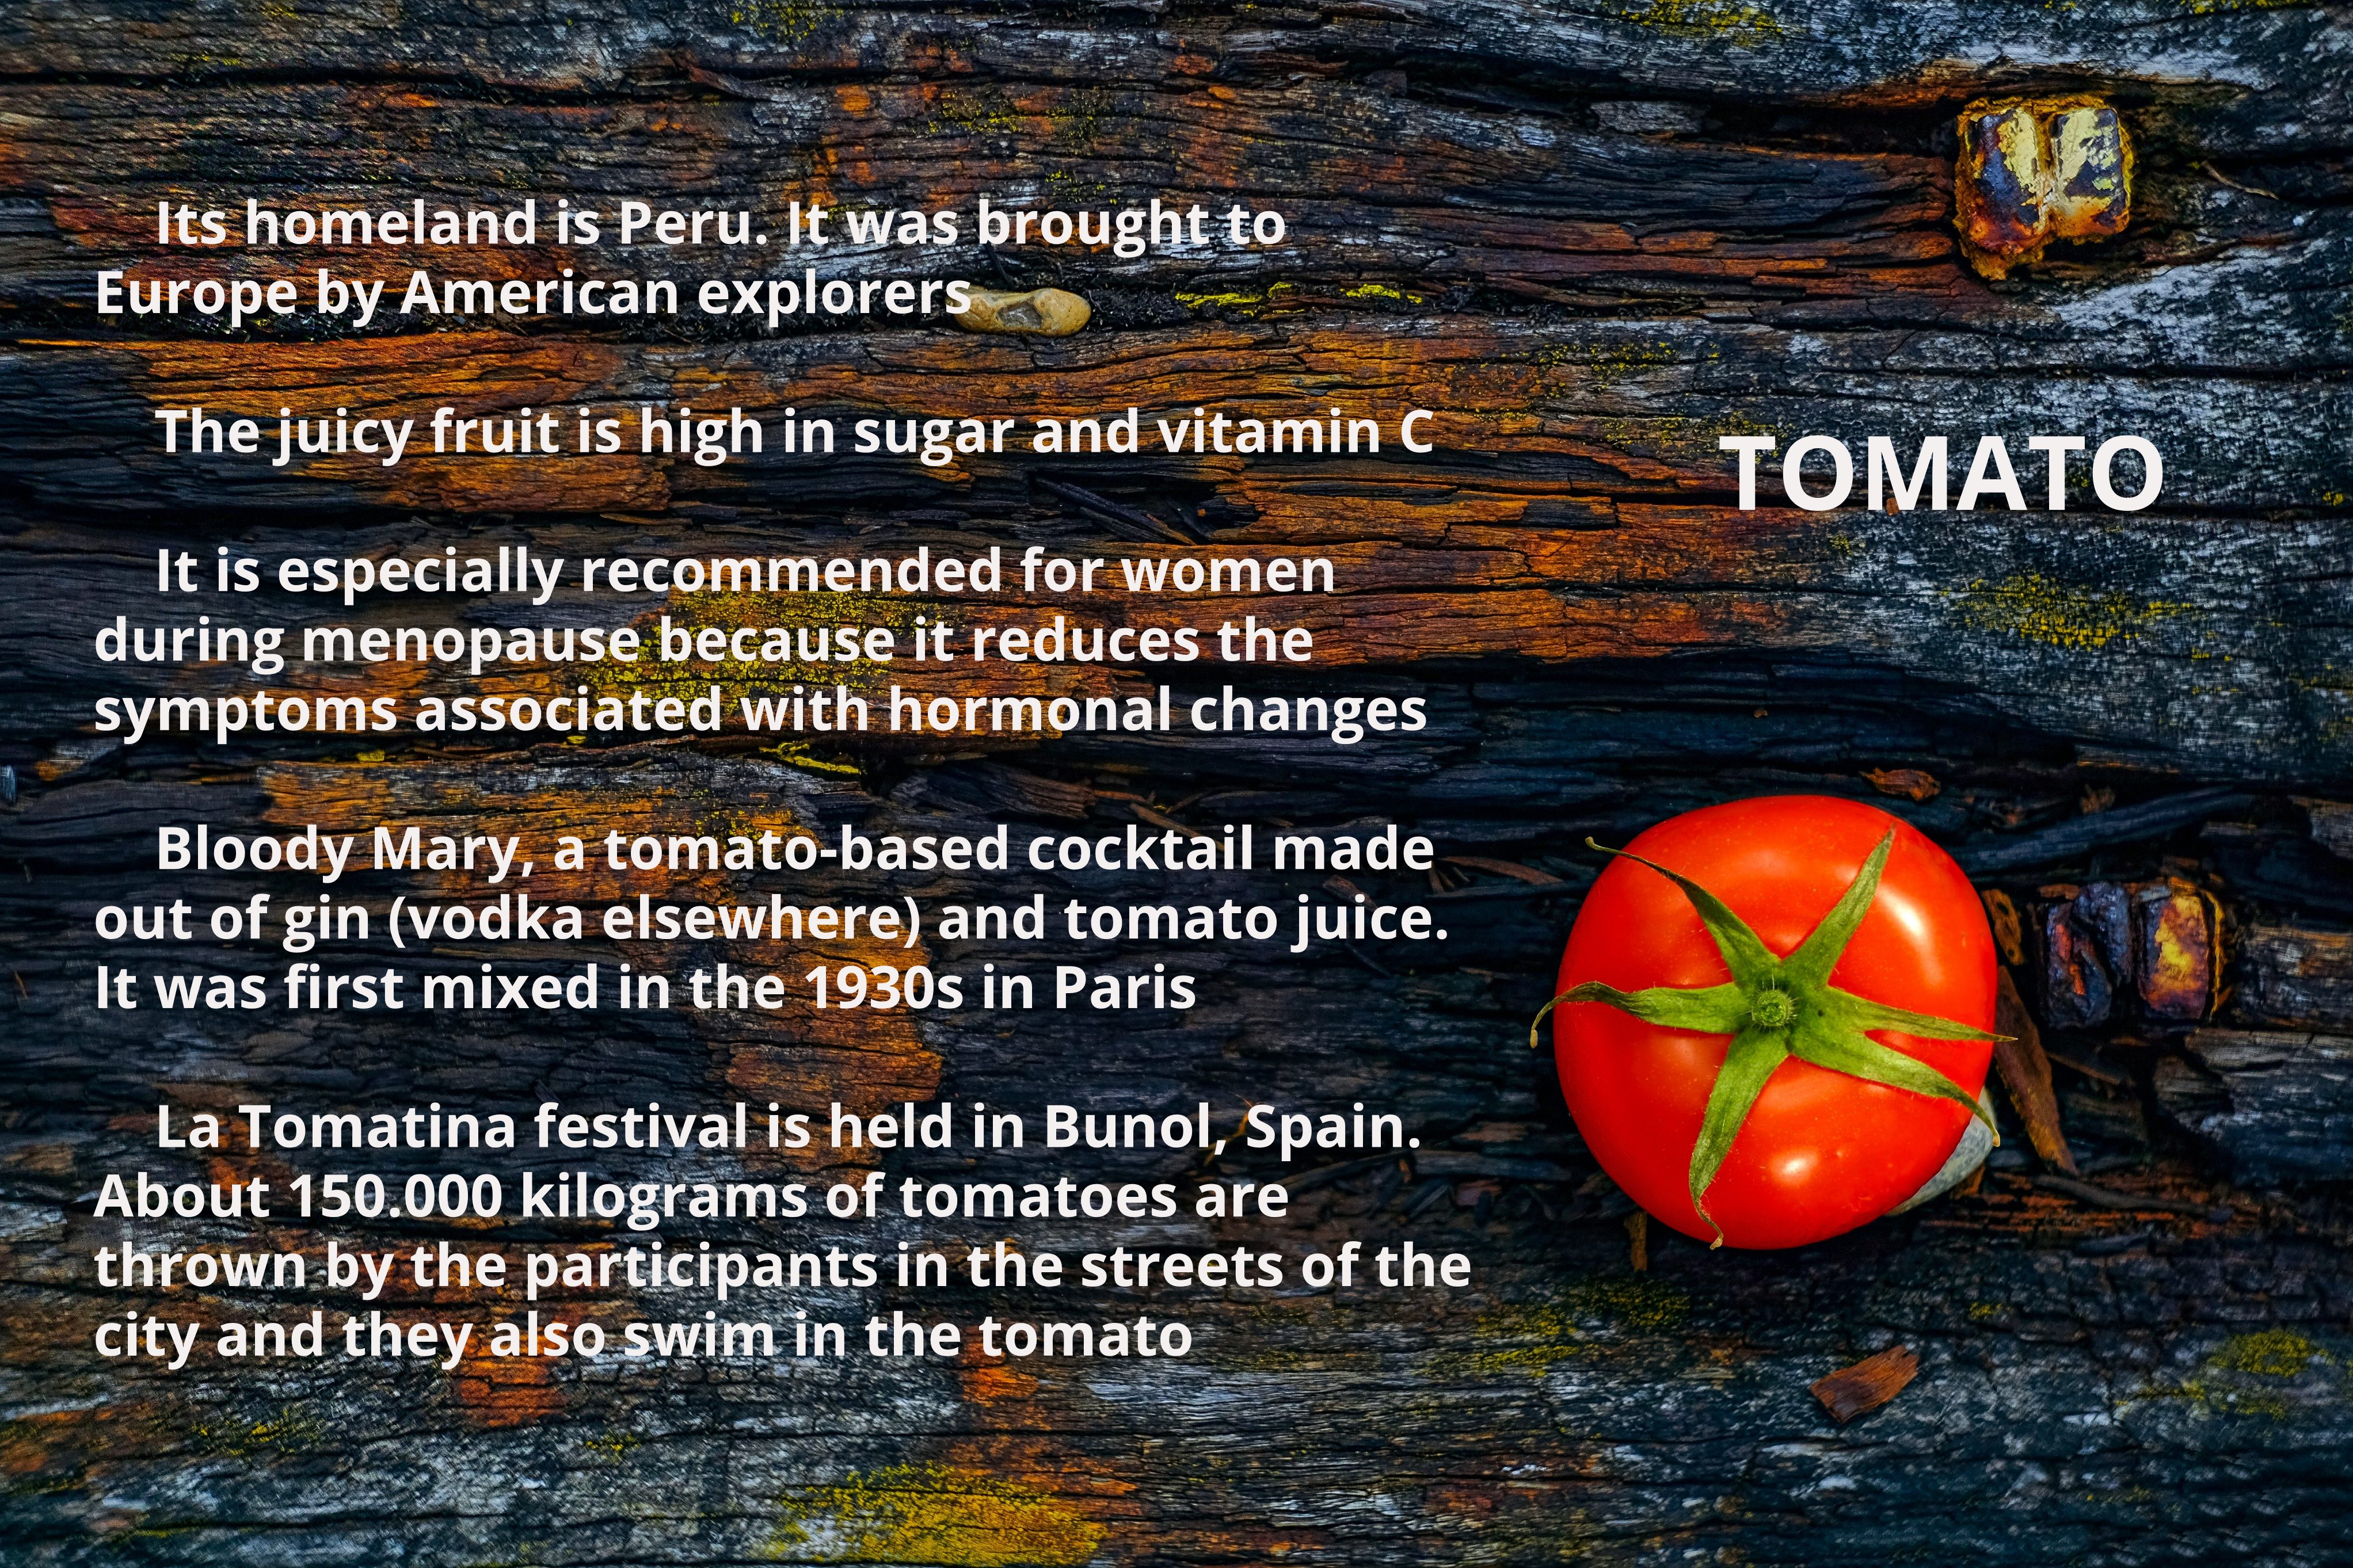 Its homeland is Peru. It was brought to
Europe by American explorers
The juicy fruit is high in sugar and vitamin C
It is especially recommended for women
during menopause because it reduces the
symptoms associated with hormonal changes
Bloody Mary, a tomato-based cocktail made
out of gin (vodka elsewhere) and tomato juice.
It was first mixed in the 1930s in Paris
La Tomatina festival is held in Bunol, Spain.
About 150.000 kilograms of tomatoes are
thrown by the participants in the streets of the
city and they also swim in the tomato
TOMATO